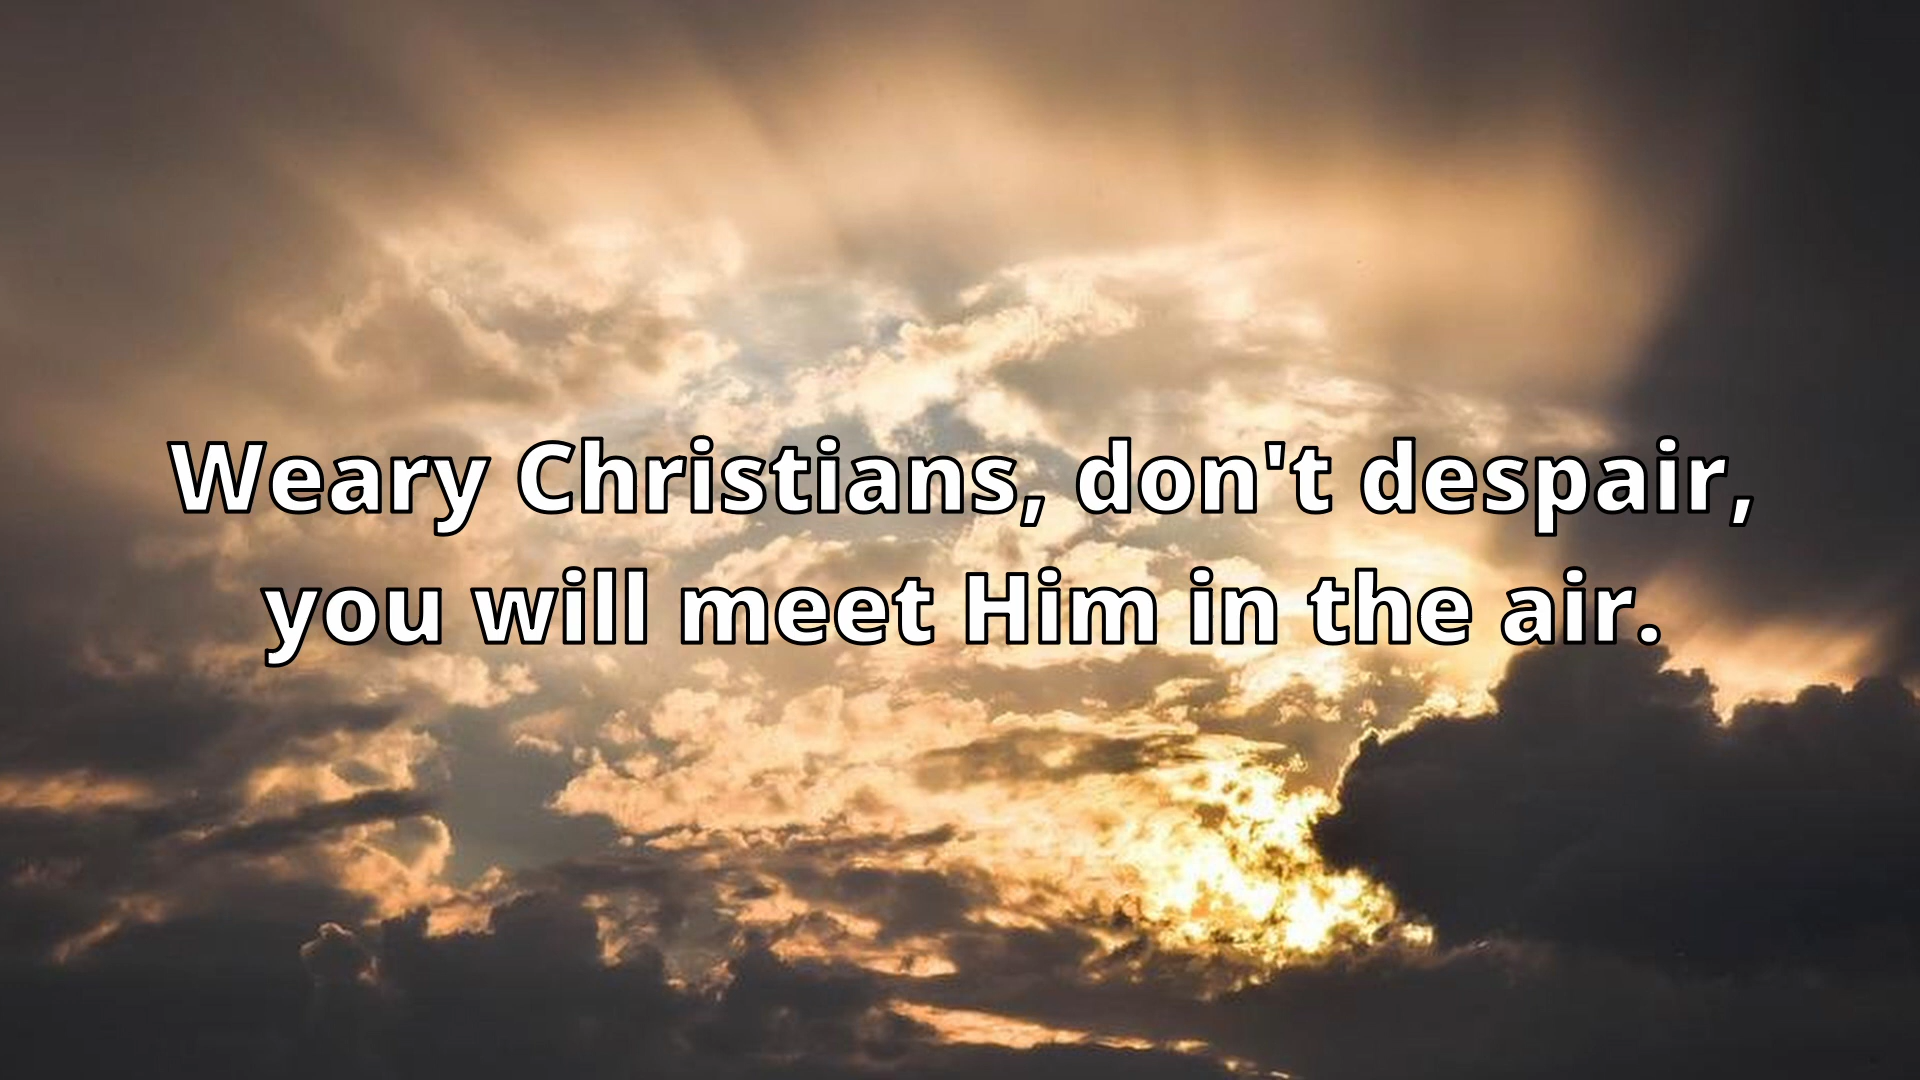 Weary Christians, don't despair,
you will meet Him in the air.